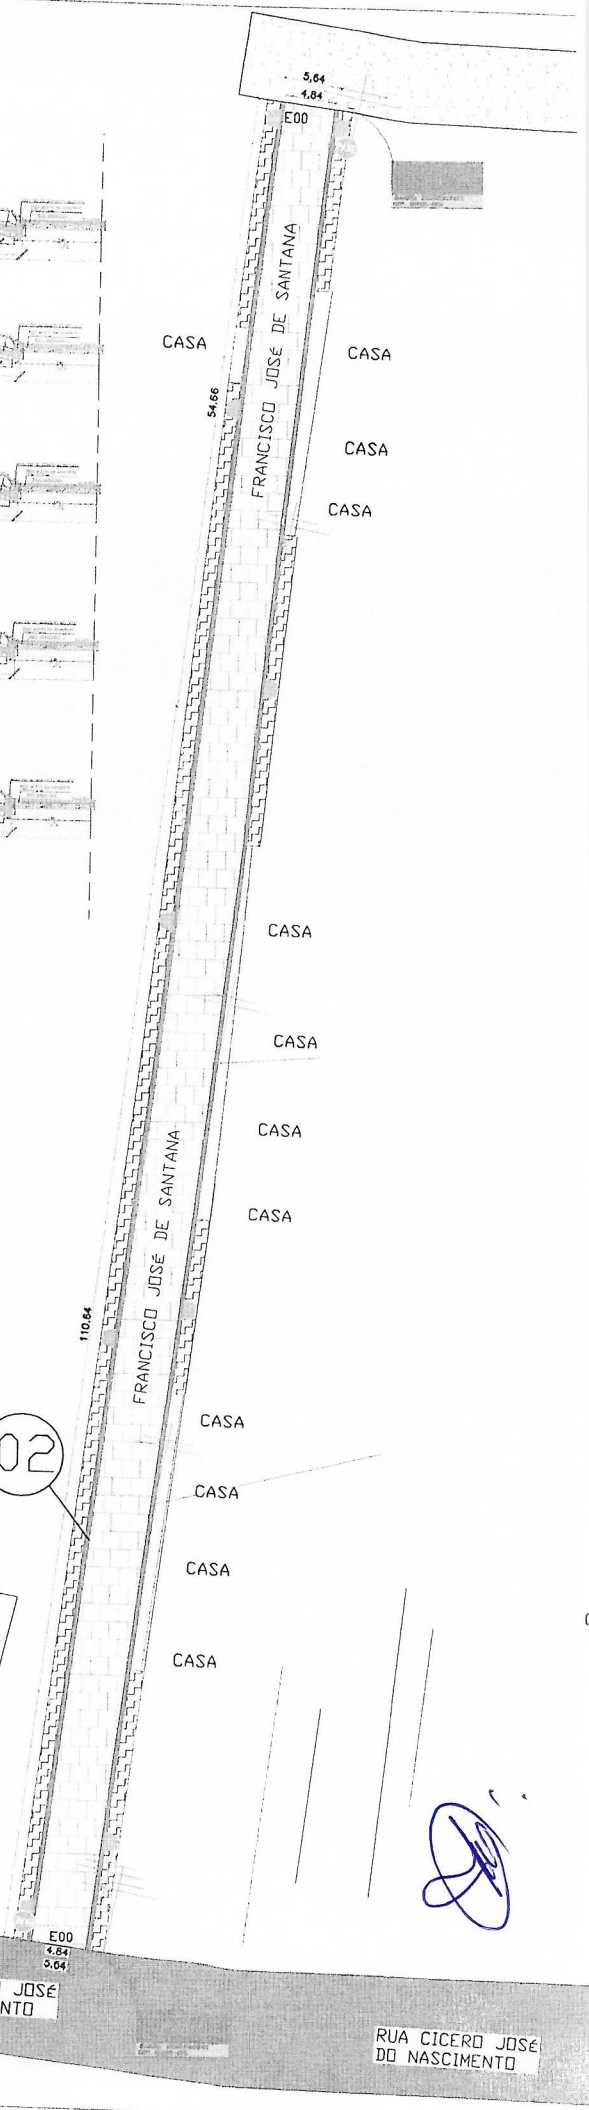 5,64
4,84
E00
FRANCISCO JOSÉ DE SANTANA
CASA
CASA
54.66
CASA
CASA
CASA
CASA
CASA
CASA
FRANCISCO JOSÉ DE SANTANA
110.64
CASA
02
CASA
CASA
CASA
E00
4.84
5.64
JOSÉ
NTO
RUA CICERO JOSÉ
DO NASCIMENTO